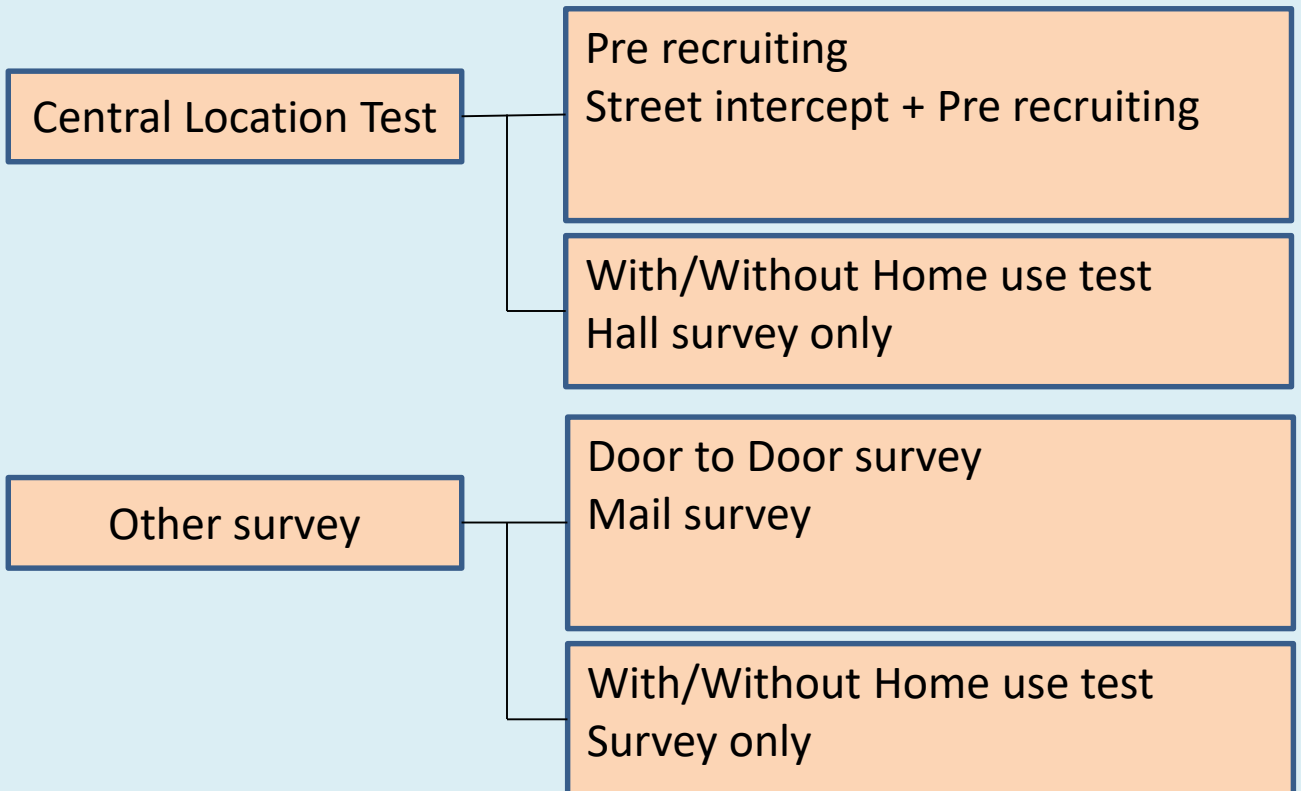 Central Location Test
Pre recruiting
Street intercept + Pre recruiting
With/Without Home use test
Hall survey only
Other survey
Door to Door survey
Mail survey
With/Without Home use test
Survey only